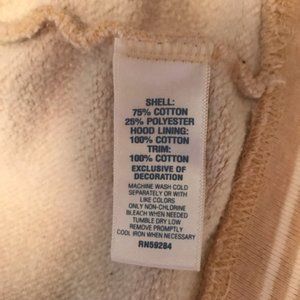 SHELL:
75% COTTON
25% POLYESTER
HOOD LINING:
100% COTTON
TRIM:
100% COTTON
EXCLUSIVE OF
DECORATION
MACHINE WASH COLD
SEPARATELY OR WITH
LIKE COLORS
ONLY NON-CHLORINE
BLEACH WHEN NEEDED
TUMBLE DRY LOW
REMOVE PROMPTLY
COOL IRON WHEN NECESSARY
RN59284